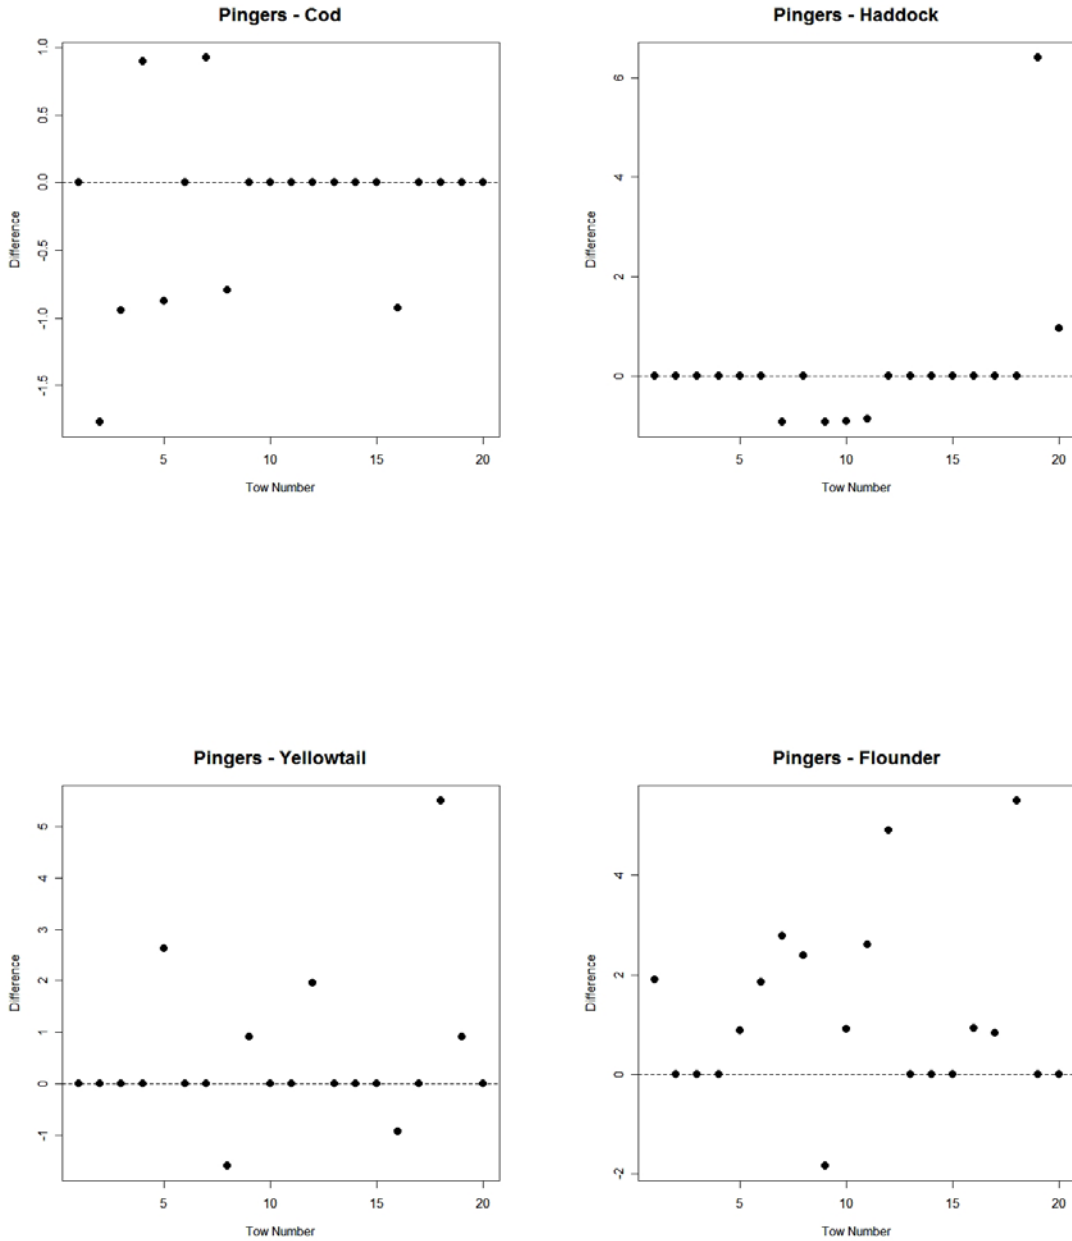 Pingers - Cod
1.0
0.5
0.0
-0.5
-1.0
-1.5
Difference
5 10 15 20
Tow Number
Pingers - Haddock
6
4
2
0
Difference
5 10 15 20
Tow Number
Pingers - Yellowtail
5
4
3
2
1
0
-1
Difference
5 10 15 20
Tow Number
Pingers - Flounder
4
2
0
-2
Difference
5 10 15 20
Tow Number